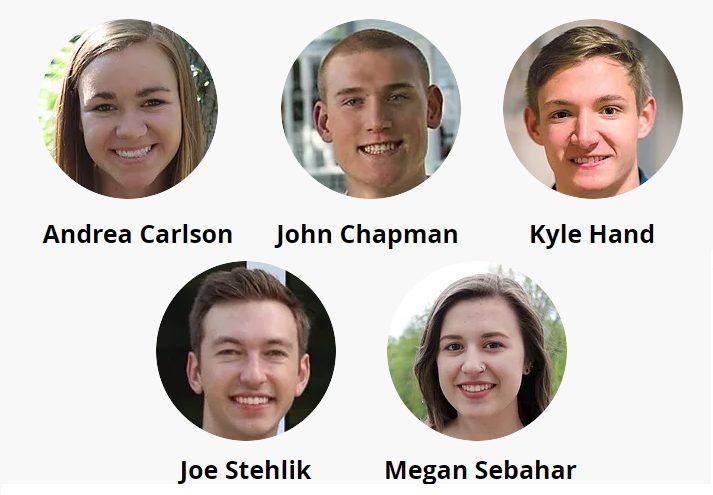 Andrea Carlson
John Chapman
Kyle Hand
Joe Stehlik
Megan Sebahar